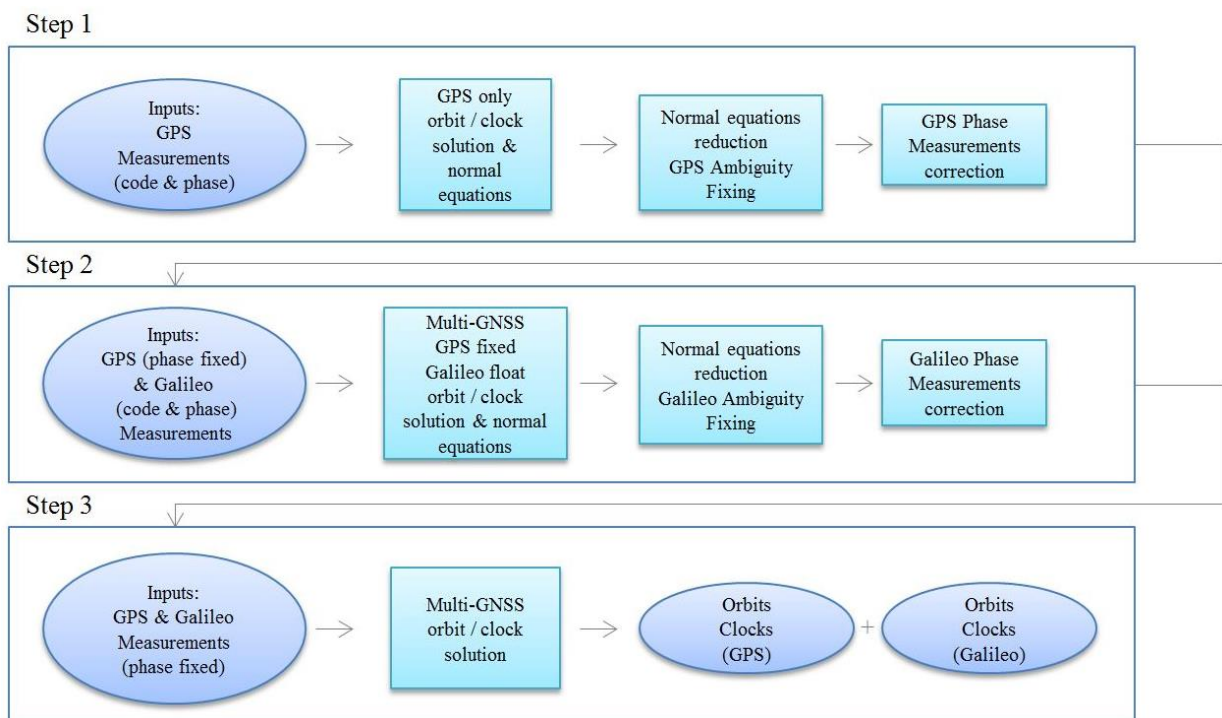 Step 1
Inputs:
GPS
Measurements
(code & phase)
GPS only
orbit / clock
solution &
normal
equations
Normal equations
reduction
GPS Ambiguity
Fixing
GPS Phase
Measurements
correction
Step 2
Inputs:
GPS (phase fixed)
& Galileo
(code & phase)
Measurements
Multi-GNSS
GPS fixed
Galileo float
orbit / clock
solution & normal
equations
Normal equations
reduction
Galileo Ambiguity
Fixing
Galileo Phase
Measurements
correction
Step 3
Inputs:
GPS & Galileo
Measurements
(phase fixed)
Multi-GNSS
orbit / clock
solution
Orbits
Clocks
(GPS)
+
Orbits
Clocks
(Galileo)